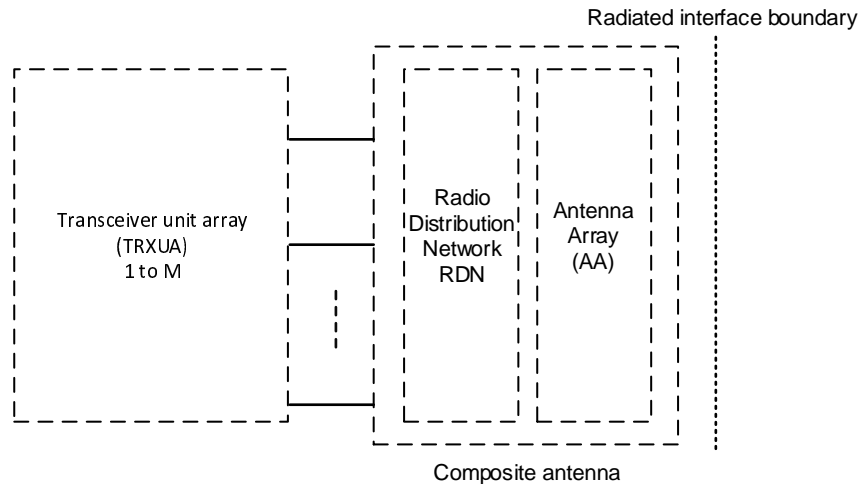 Radiated interface boundary
Transceiver unit array
(TRXUA)
1 to M
Radio
Distribution
Network
RDN
Antenna
Array
(AA)
Composite antenna